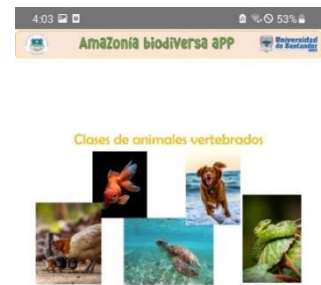 4:03 53%
AmaZonía biodiVersa aPP
Universidad
de Santander
Clases de animales vertebrados